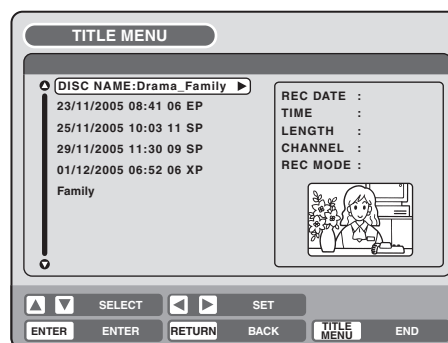 TITLE MENU
DISC NAME:Drama_Family
23/11/2005 08:41 06 EP
25/11/2005 10:03 11 SP
29/11/2005 11:30 09 SP
01/12/2005 06:52 06 XP
Family
REC DATE :
TIME :
LENGTH :
CHANNEL :
REC MODE :
SELECT SET
ENTER ENTER RETURN BACK TITLE MENU END